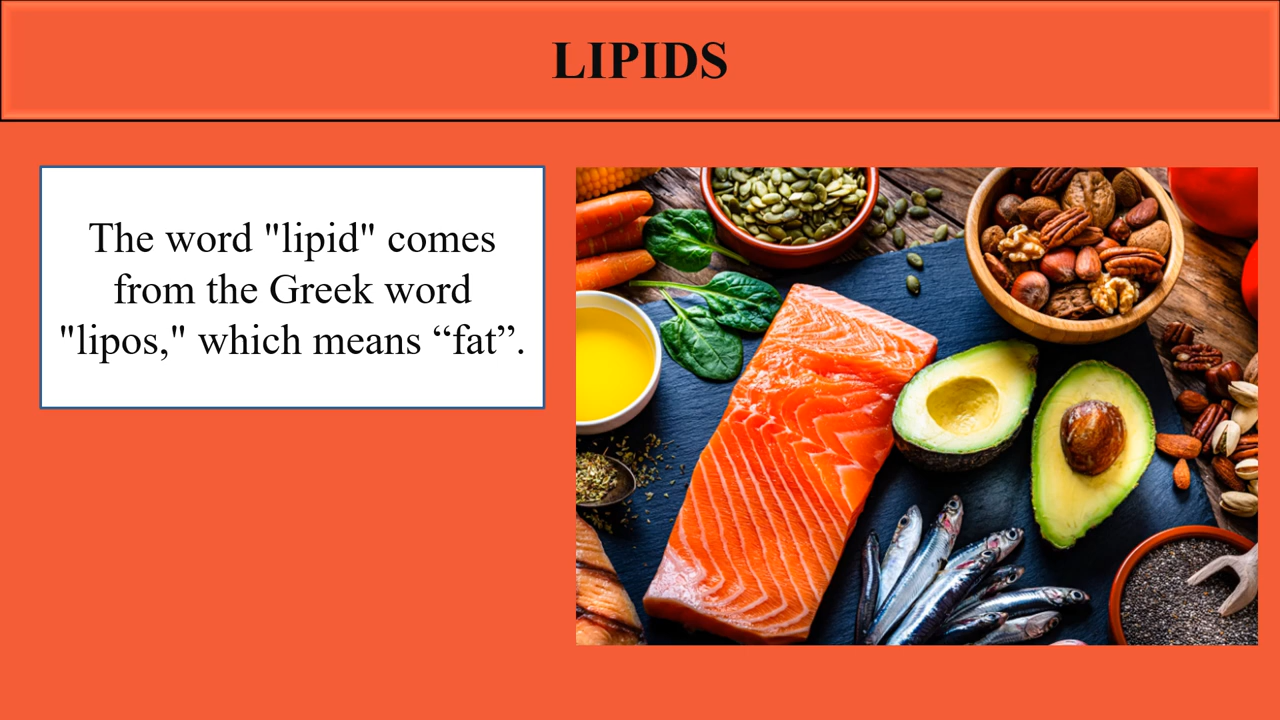 LIPIDS
The word "lipid" comes
from the Greek word
"lipos," which means “fat”.